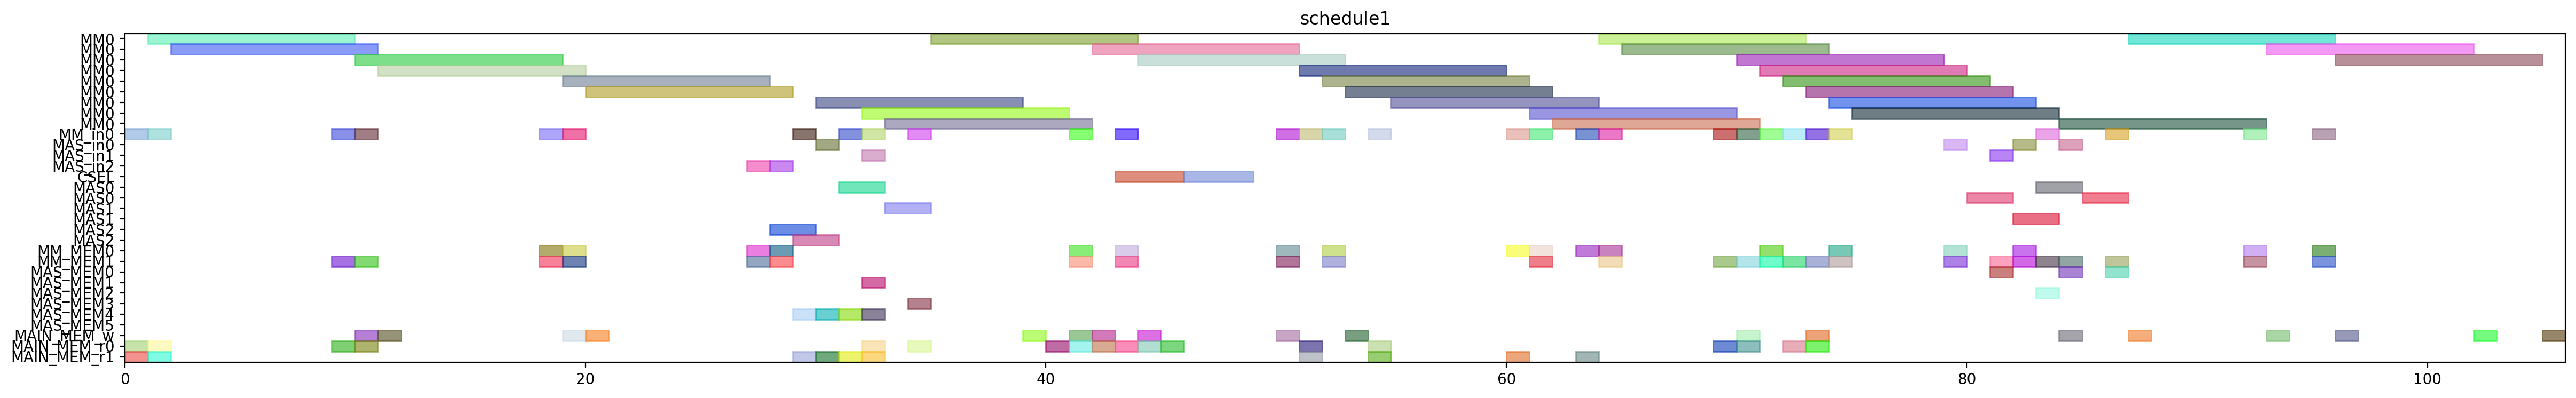 schedule1
MM0
MM0
MM0
MM0
MM0
MM0
MM0
MM0
MM0
MM_in0
MAS_in0
MAS_in1
MAS_in2
CSEL
MAS0
MAS0
MAS1
MAS1
MAS2
MAS2
MM_MEM0
MM_MEM1
MAS_MEM0
MAS_MEM1
MAS_MEM2
MAS_MEM3
MAS_MEM4
MAS_MEM5
MAIN_MEM_w
MAIN_MEM_r0
MAIN_MEM_r1
0 20 40 60 80 100